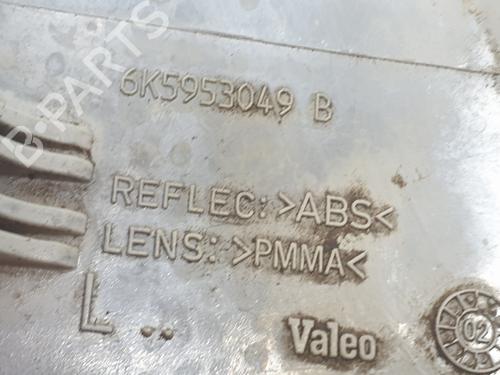 B-PARTS
6K5953049 B
REFLEC: >ABS<
LENS: >PMMA<
L..
Valeo
02